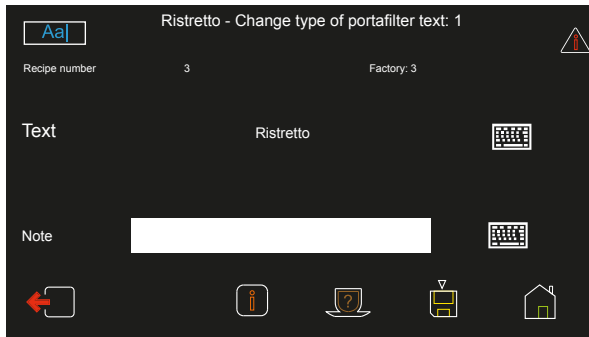 Aa
Ristretto - Change type of portafilter text: 1
Recipe number 3 Factory: 3
Text Ristretto
Note
i
?